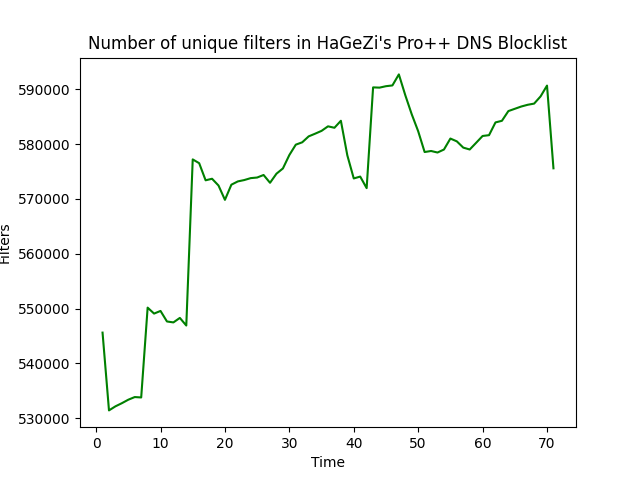 Number of unique filters in HaGeZi's Pro++ DNS Blocklist
590000
580000
570000
560000
550000
540000
530000
Filters
0 10 20 30 40 50 60 70
Time